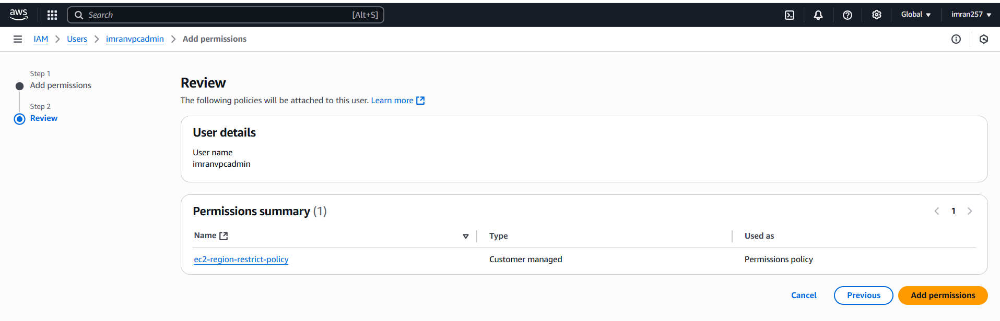 aws Search [Alt+S] Global imran257
IAM Users imranvpcadmin Add permissions
Step 1
Add permissions
Step 2
Review
Review
The following policies will be attached to this user. Learn more
User details
User name
imranvpcadmin
Permissions summary (1) 1
Name Type Used as
ec2-region-restrict-policy Customer managed Permissions policy
Cancel Previous Add permissions